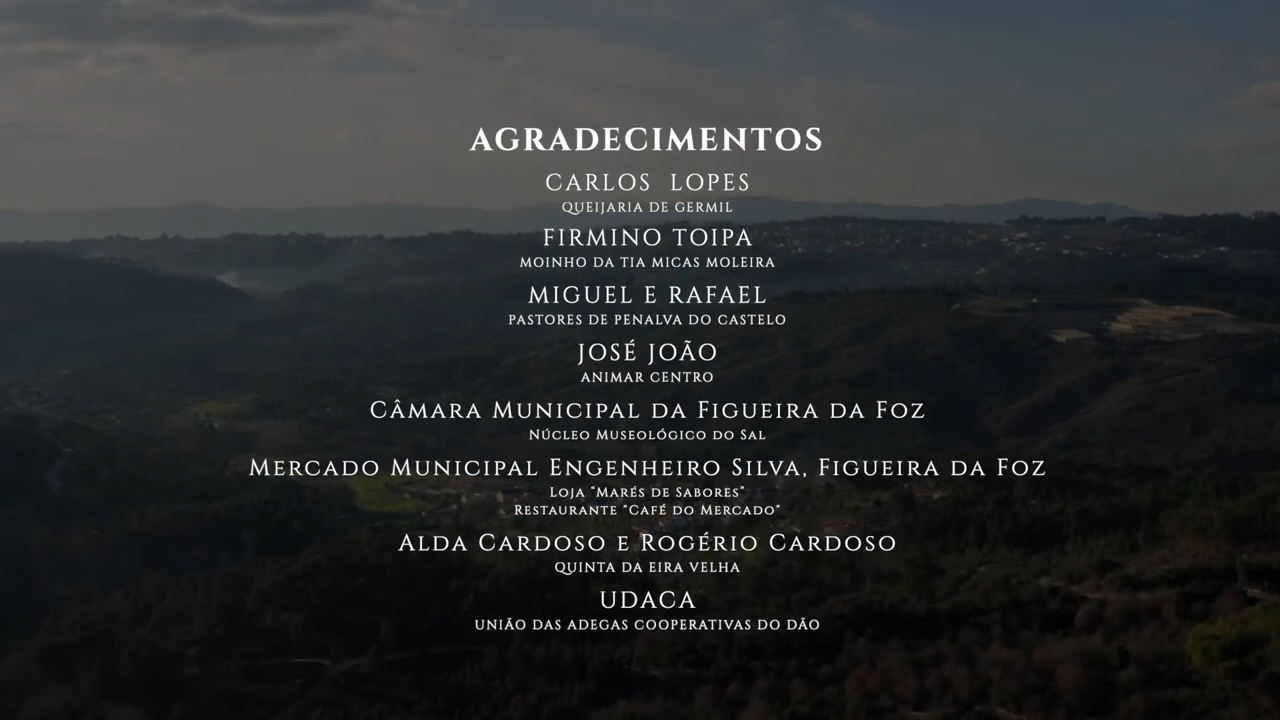 AGRADECIMENTOS
CARLOS LOPES
QUEIJARIA DE GERMIL
FIRMINO TOIPA
MOINHO DA TIA MICAS MOLEIRA
MIGUEL E RAFAEL
PASTORES DE PENALVA DO CASTELO
JOSÉ JOÃO
ANIMAR CENTRO
Câmara Municipal da Figueira da Foz
Núcleo Museológico do Sal
Mercado Municipal Engenheiro Silva, Figueira da Foz
Loja "Marés de Sabores"
Restaurante "Café do Mercado"
Alda Cardoso e Rogério Cardoso
QUINTA DA EIRA VELHA
UDACA
UNIÃO DAS ADEGAS COOPERATIVAS DO DÃO